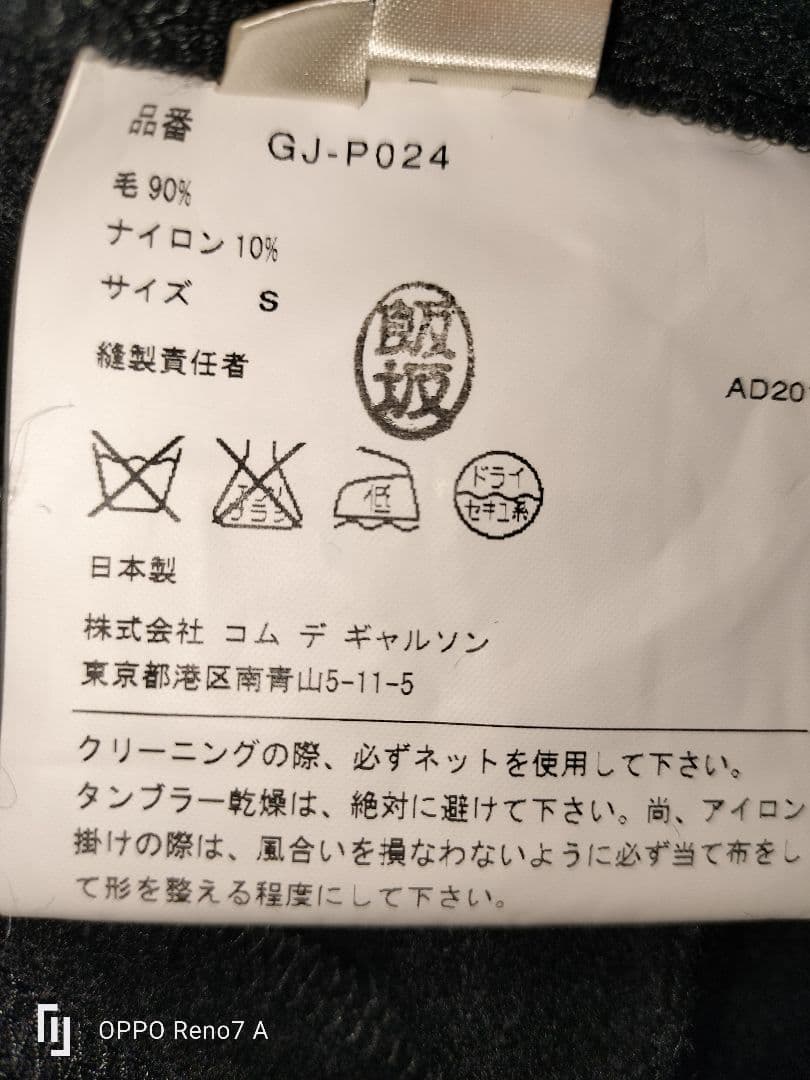 品番 GJ-P024
毛 90%
ナイロン 10%
サイズ S
縫製責任者
飯坂
AD20
エンソ
サラシ
低
ドライ
セキユ系
日本製
株式会社 コム デ ギャルソン
東京都港区南青山5-11-5
クリーニングの際、必ずネットを使用して下さい。
タンブラー乾燥は、絶対に避けて下さい。尚、アイロン
掛けの際は、風合いを損なわないように必ず当て布をし
て形を整える程度にして下さい。
OPPO Reno7 A